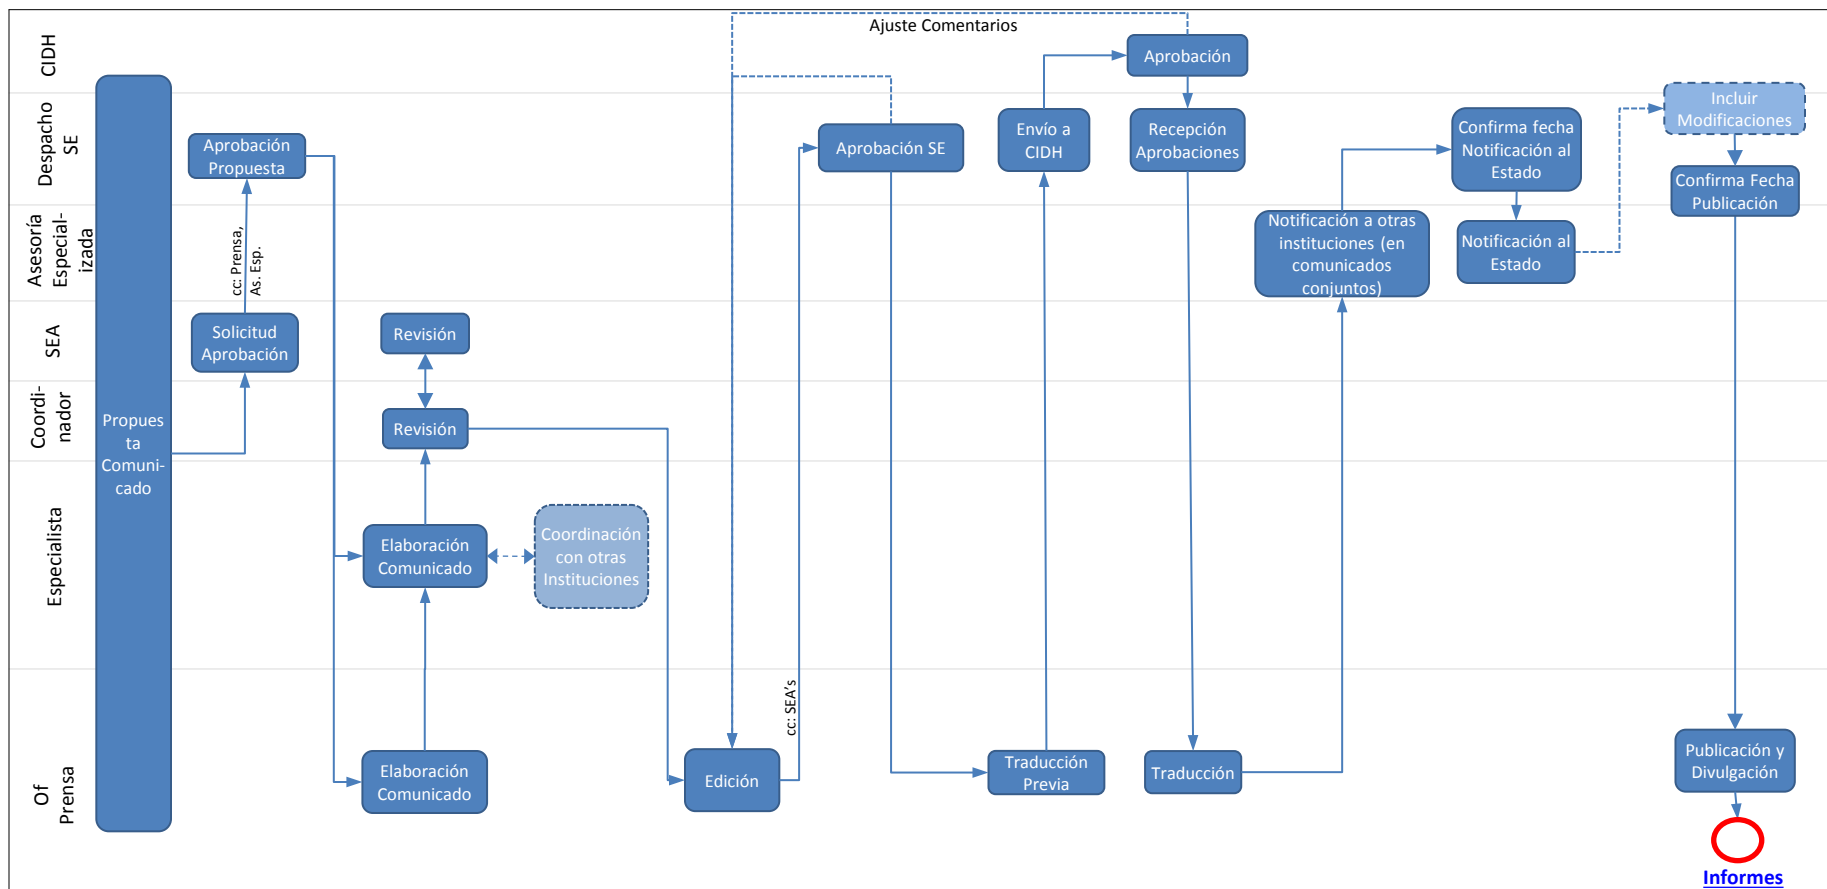 Ajuste Comentarios
CIDH
Aprobación
Despacho
SE
Aprobación
Propuesta
Aprobación SE
Envío a
CIDH
Recepción
Aprobaciones
Confirma fecha
Notificación al
Estado
Incluir
Modificaciones
Confirma Fecha
Publicación
Asesoría
Especial-
izada
cc: Prensa,
As. Esp.
Notificación a otras
instituciones (en
comunicados
conjuntos)
Notificación al
Estado
SEA
Solicitud
Aprobación
Revisión
Coordi-
nador
Propues
ta
Comuni-
cado
Revisión
Especialista
Elaboración
Comunicado
Coordinación
con otras
Instituciones
Of
Prensa
Elaboración
Comunicado
Edición
cc: SEA's
Traducción
Previa
Traducción
Publicación y
Divulgación
Informes